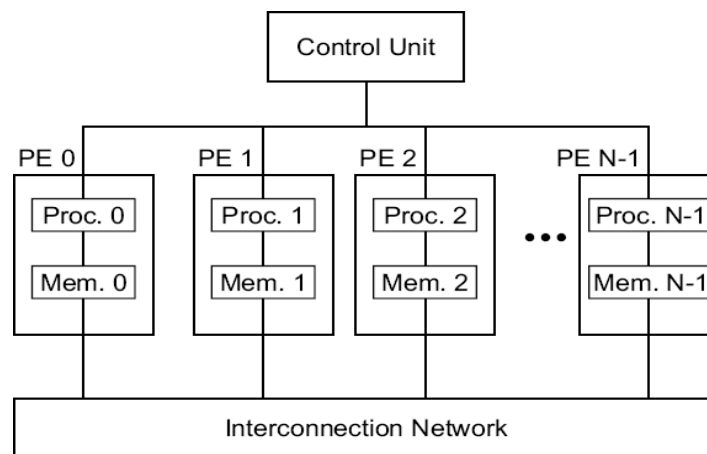 Control Unit
PE 0 PE 1 PE 2 PE N-1
Proc. 0 Proc. 1 Proc. 2 Proc. N-1
Mem. 0 Mem. 1 Mem. 2 Mem. N-1
Interconnection Network